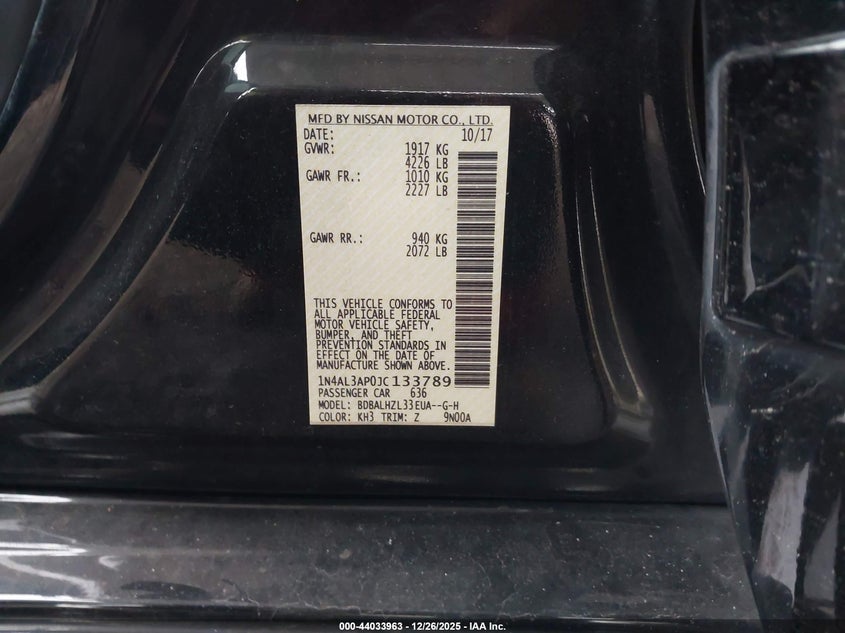 MFD BY NISSAN MOTOR CO., LTD.
DATE: 10/17
GVWR: 1917 KG
4226 LB
GAWR FR.: 1010 KG
2227 LB
GAWR RR.: 940 KG
2072 LB
THIS VEHICLE CONFORMS TO
ALL APPLICABLE FEDERAL
MOTOR VEHICLE SAFETY,
BUMPER, AND THEFT
PREVENTION STANDARDS IN
EFFECT ON THE DATE OF
MANUFACTURE SHOWN ABOVE.
1N4AL3AP0JC133789
PASSENGER CAR 636
MODEL: BDBALHZL33EUA--G-H
COLOR: KH3 TRIM: Z 9N00A
000-44033963 - 12/26/2025 - IAA Inc.